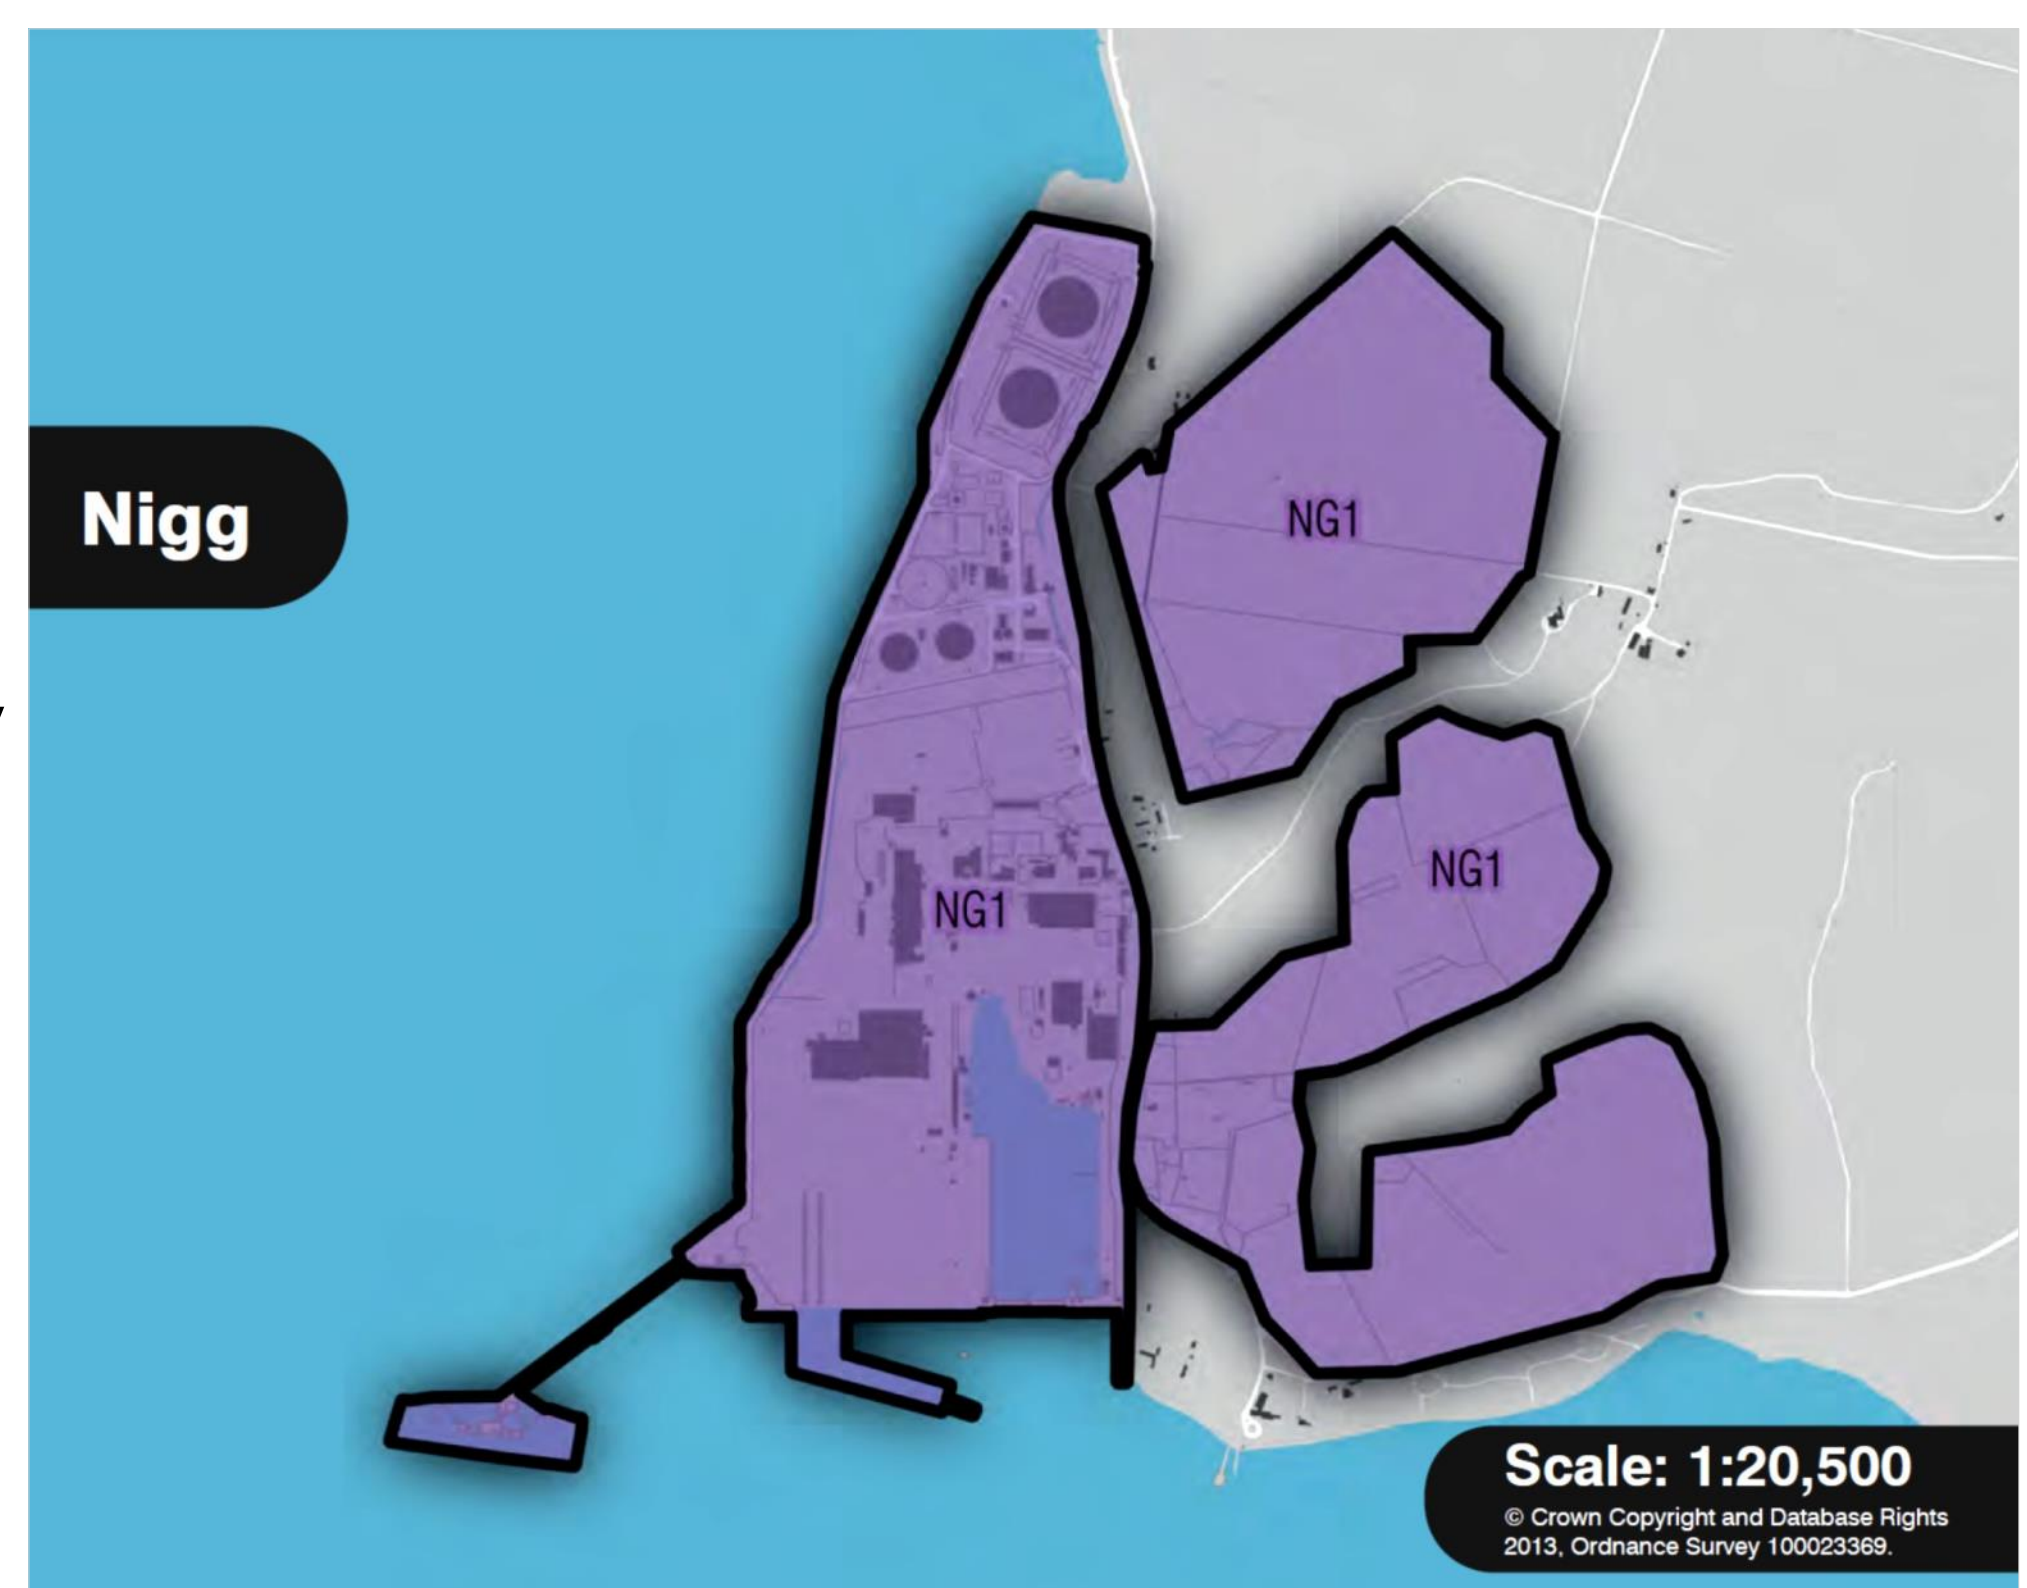 Nigg
NG1
NG1
NG1
Scale: 1:20,500
© Crown Copyright and Database Rights
2013, Ordnance Survey 100023369.